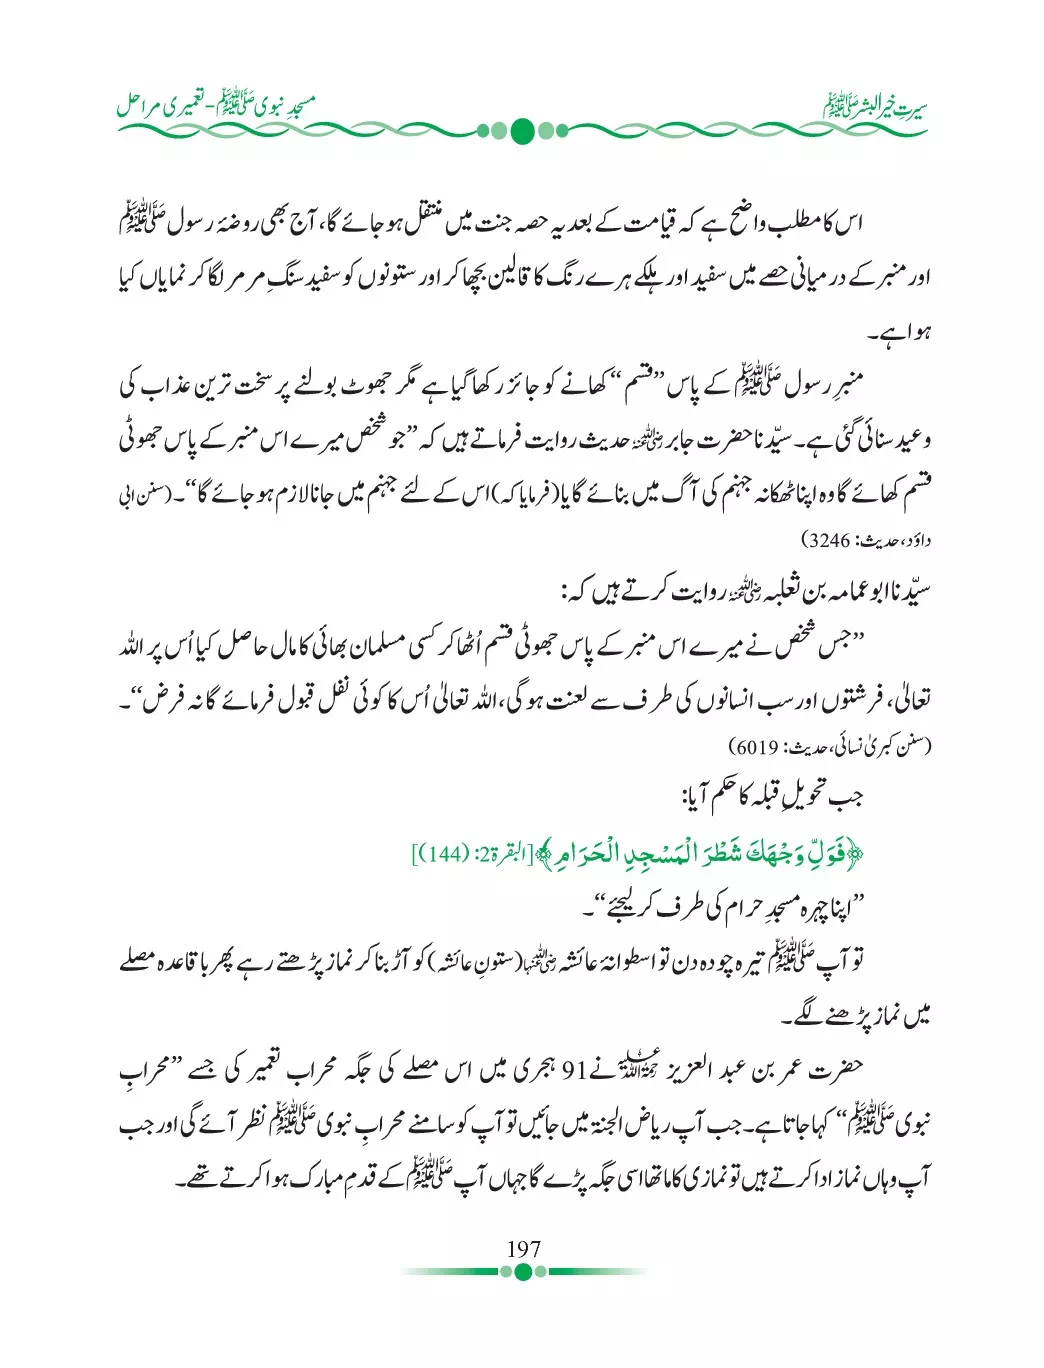 سیرتِ خیرالبشر ﷺ
مسجدِ نبوی ﷺ - تعمیری مراحل
اس کا مطلب واضح ہے کہ قیامت کے بعد یہ حصہ جنت میں منتقل ہو جائے گا، آج بھی روضۂ رسول ﷺ
اور منبر کے درمیانی حصے میں سفید اور ہلکے ہرے رنگ کا قالین بچھا کر اور ستونوں کو سفید سنگِ مرمر لگا کر نمایاں کیا
ہوا ہے۔
منبرِ رسول ﷺ کے پاس ”قسم“ کھانے کو جائز رکھا گیا ہے مگر جھوٹ بولنے پر سخت ترین عذاب کی
وعید سنائی گئی ہے۔ سیّدنا حضرت جابر رضی اللہ عنہ حدیث روایت فرماتے ہیں کہ ”جو شخص میرے اس منبر کے پاس جھوٹی
قسم کھائے گا وہ اپنا ٹھکانہ جہنم کی آگ میں بنائے گا یا (فرمایا کہ) اس کے لئے جہنم میں جانا لازم ہو جائے گا“۔ (سنن ابی
داؤد، حدیث: 3246)
سیّدنا ابو عمامہ بن ثعلبہ رضی اللہ عنہ روایت کرتے ہیں کہ:
”جس شخص نے میرے اس منبر کے پاس جھوٹی قسم اُٹھا کر کسی مسلمان بھائی کا مال حاصل کیا اُس پر اللہ
تعالیٰ، فرشتوں اور سب انسانوں کی طرف سے لعنت ہوگی، اللہ تعالیٰ اُس کا کوئی نفل قبول فرمائے گا نہ فرض“۔
(سنن کبریٰ نسائی، حدیث: 6019)
جب تحویلِ قبلہ کا حکم آیا:
﴿فَوَلِّ وَجْهَكَ شَطْرَ الْمَسْجِدِ الْحَرَامِ﴾ [البقرة2: (144)]
”اپنا چہرہ مسجدِ حرام کی طرف کر لیجئے“۔
تو آپ ﷺ تیرہ چودہ دن تو اسطوانۂ عائشہ رضی اللہ عنہا (ستونِ عائشہ) کو آڑ بنا کر نماز پڑھتے رہے پھر باقاعدہ مصلے
میں نماز پڑھنے لگے۔
حضرت عمر بن عبد العزیز رحمۃ اللہ علیہ نے 91 ہجری میں اس مصلے کی جگہ محراب تعمیر کی جسے ”محرابِ
نبوی ﷺ“ کہا جاتا ہے۔ جب آپ ریاض الجنۃ میں جائیں تو آپ کو سامنے محرابِ نبوی ﷺ نظر آئے گی اور جب
آپ وہاں نماز ادا کرتے ہیں تو نمازی کا ماتھا اسی جگہ پڑے گا جہاں آپ ﷺ کے قدمِ مبارک ہوا کرتے تھے۔
197